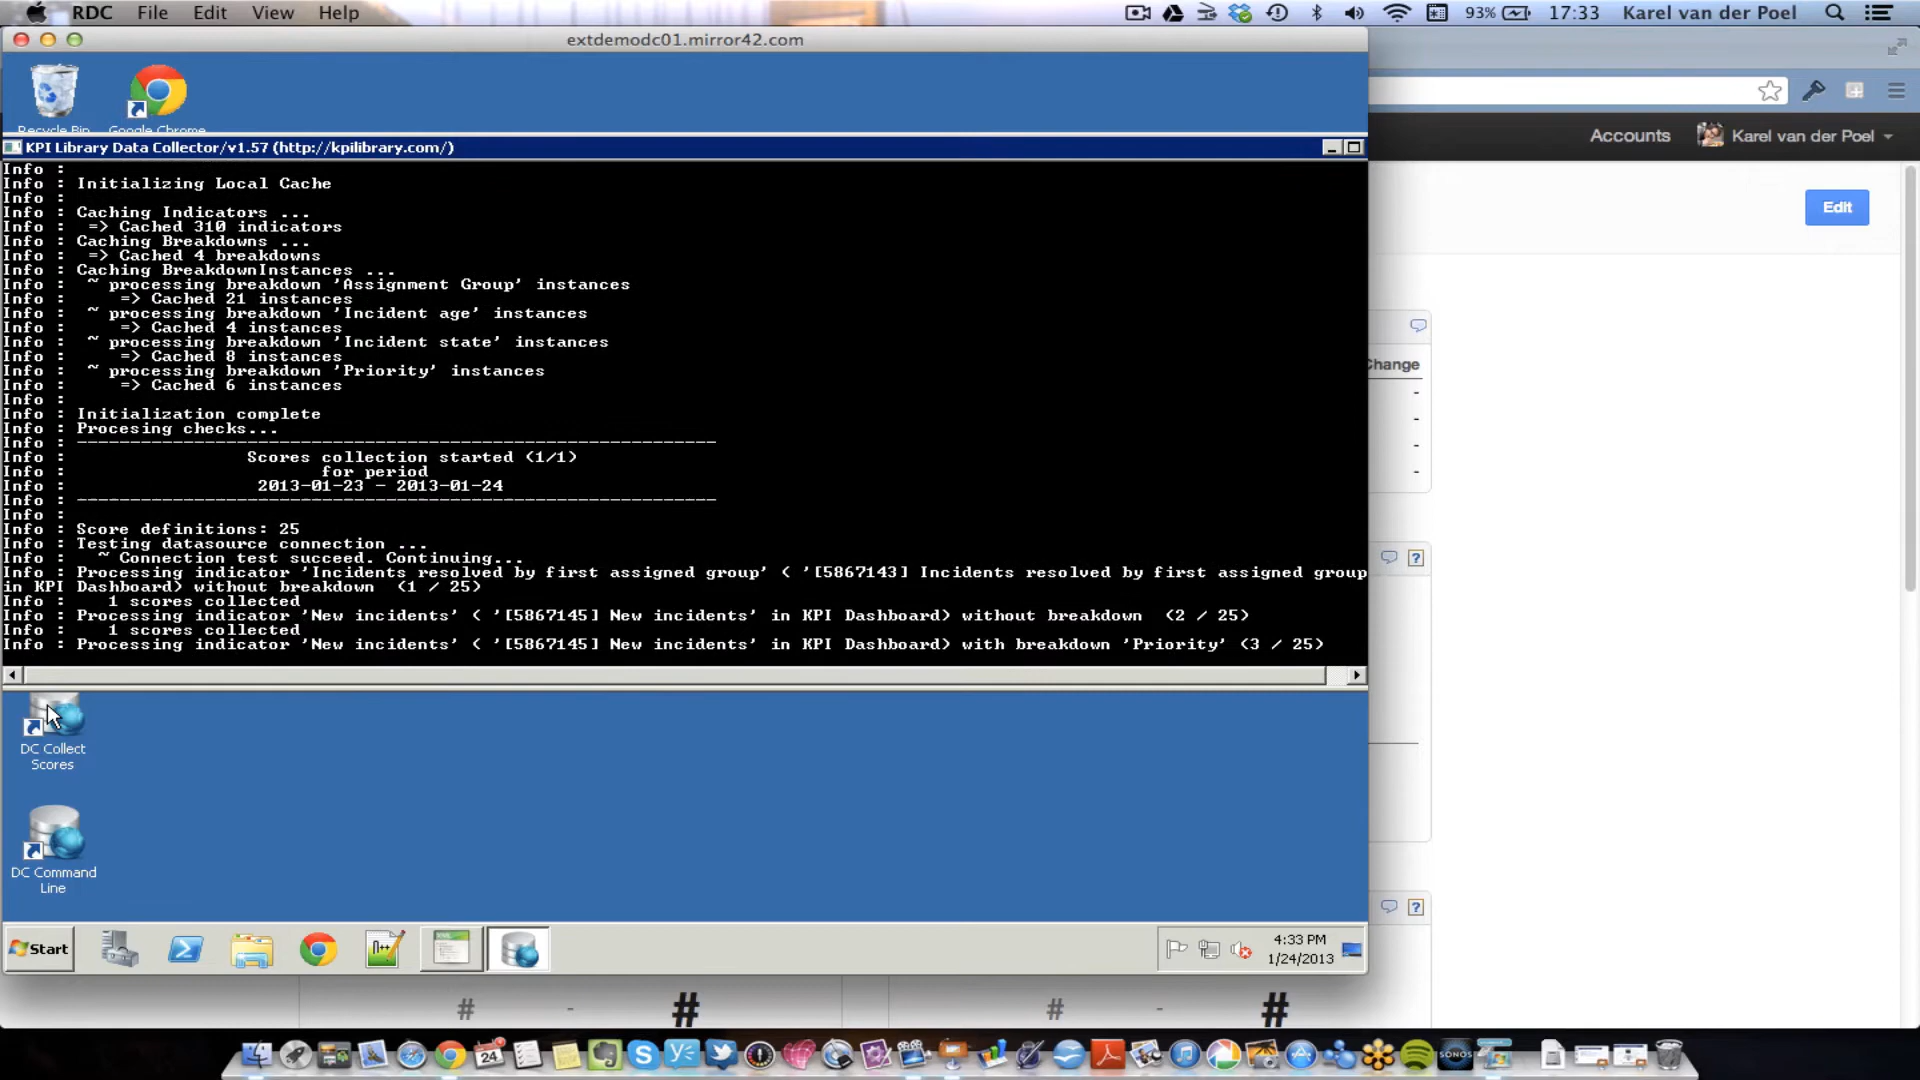 RDC File Edit View Help
93% 17:33 Karel van der Poel
extdemodc01.mirror42.com
Recycle Bin Google Chrome
Accounts Karel van der Poel
Edit
KPI Library Data Collector/v1.57 (http://kpilibrary.com/)
Info :
Info : Initializing Local Cache
Info :
Info : Caching Indicators ...
Info : => Cached 310 indicators
Info : Caching Breakdowns ...
Info : => Cached 4 breakdowns
Info : Caching BreakdownInstances ...
Info : ~ processing breakdown 'Assignment Group' instances
Info : => Cached 21 instances
Info : ~ processing breakdown 'Incident age' instances
Info : => Cached 4 instances
Info : ~ processing breakdown 'Incident state' instances
Info : => Cached 8 instances
Info : ~ processing breakdown 'Priority' instances
Info : => Cached 6 instances
Info :
Info : Initialization complete
Info : Procesing checks...
Info : ------------------------------------------------------------
Info : Scores collection started (1/1)
Info : for period
Info : 2013-01-23 - 2013-01-24
Info : ------------------------------------------------------------
Info :
Info : Score definitions: 25
Info : Testing datasource connection ...
Info : ~ Connection test succeed. Continuing...
Info : Processing indicator 'Incidents resolved by first assigned group' ( '[5867143] Incidents resolved by first assigned group
in KPI Dashboard) without breakdown (1 / 25)
Info : 1 scores collected
Info : Processing indicator 'New incidents' ( '[5867145] New incidents' in KPI Dashboard) without breakdown (2 / 25)
Info : 1 scores collected
Info : Processing indicator 'New incidents' ( '[5867145] New incidents' in KPI Dashboard) with breakdown 'Priority' (3 / 25)
Change
-
-
-
-
?
DC Collect
Scores
DC Command
Line
?
Start
4:33 PM
1/24/2013
# - # # - #
24
SONOS